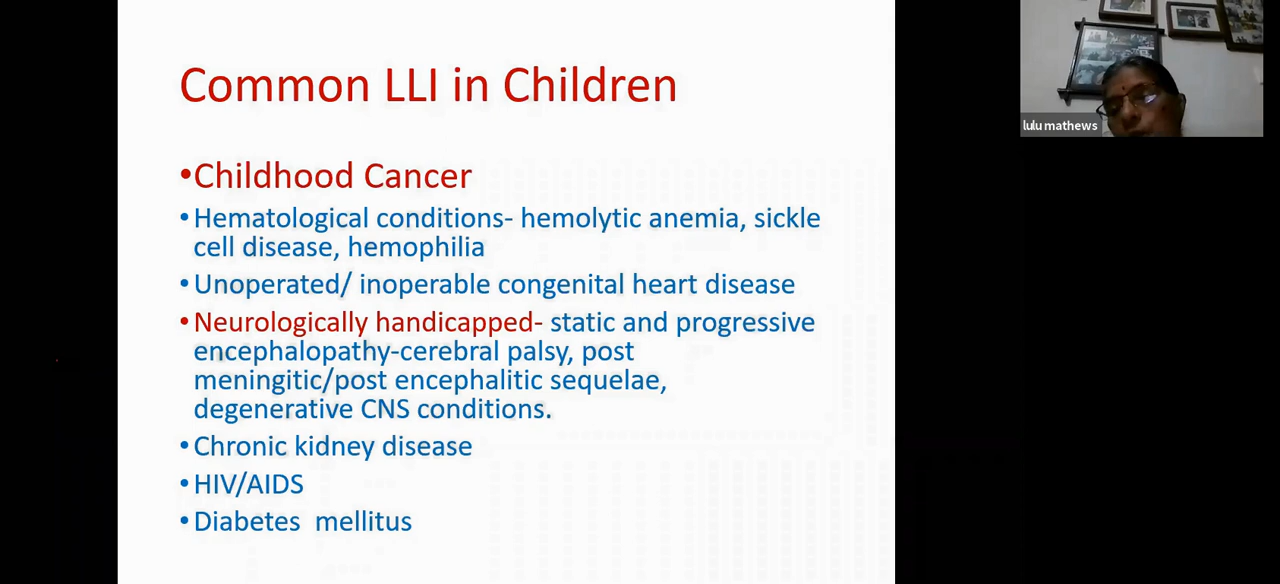 Common LLI in Children
•Childhood Cancer
•Hematological conditions- hemolytic anemia, sickle
cell disease, hemophilia
•Unoperated/ inoperable congenital heart disease
•Neurologically handicapped- static and progressive
encephalopathy-cerebral palsy, post
meningitic/post encephalitic sequelae,
degenerative CNS conditions.
•Chronic kidney disease
•HIV/AIDS
•Diabetes  mellitus
lulu mathews